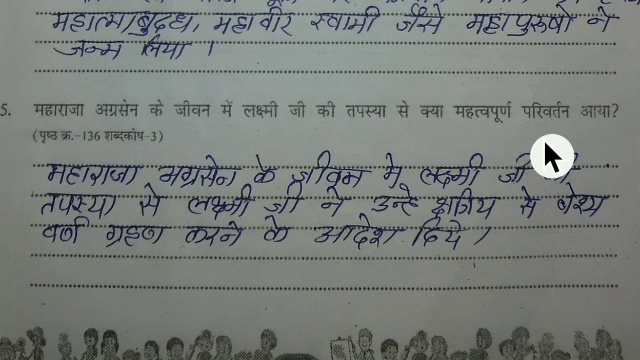 महात्मा बुद्ध, महावीर स्वामी जैसे महापुरुषो ने
जन्म लिया ।
5. महाराजा अग्रसेन के जीवन में लक्ष्मी जी की तपस्या से क्या महत्वपूर्ण परिवर्तन आया?
(पृष्ठ क्र.-136 शब्दकोष-3)
महाराजा अग्रसेन के जीवन मे लक्ष्मी जी
तपस्या से लक्ष्मी जी ने उन्हे क्षत्रिय से वेश्य
वर्ण ग्रहण करने के आदेश दिये ।